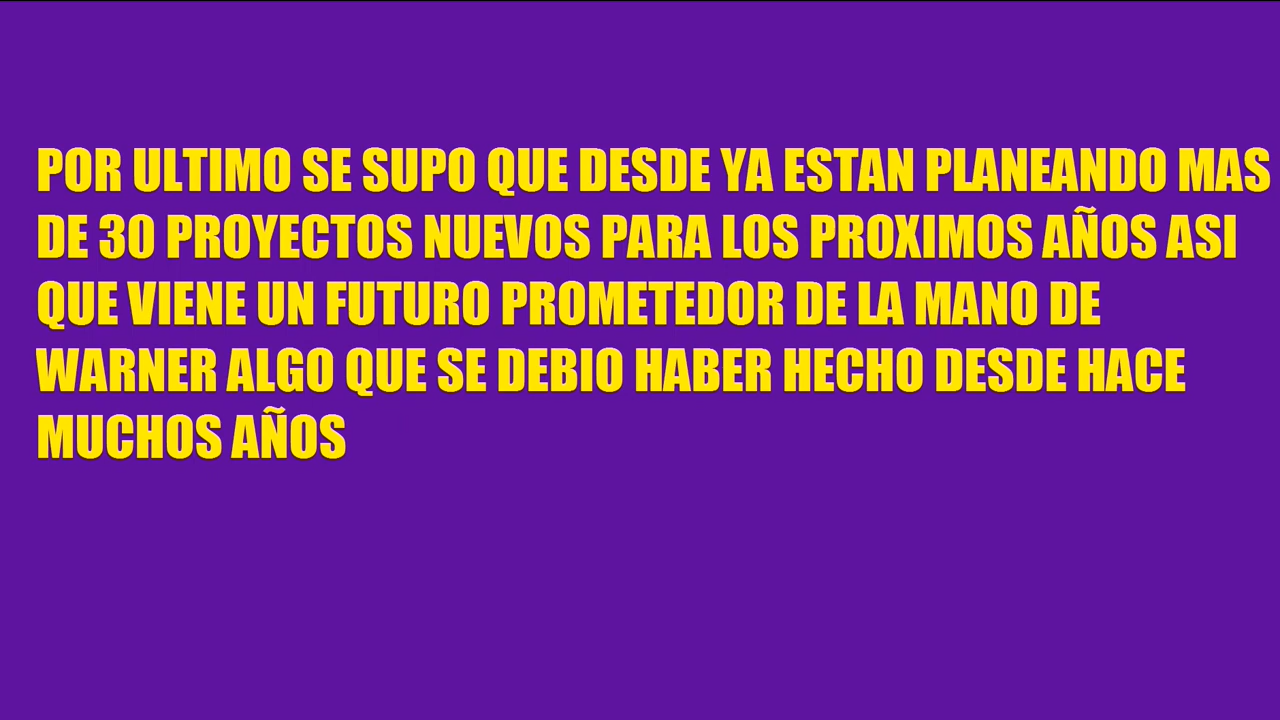 POR ULTIMO SE SUPO QUE DESDE YA ESTAN PLANEANDO MAS
DE 30 PROYECTOS NUEVOS PARA LOS PROXIMOS AÑOS ASI
QUE VIENE UN FUTURO PROMETEDOR DE LA MANO DE
WARNER ALGO QUE SE DEBIO HABER HECHO DESDE HACE
MUCHOS AÑOS